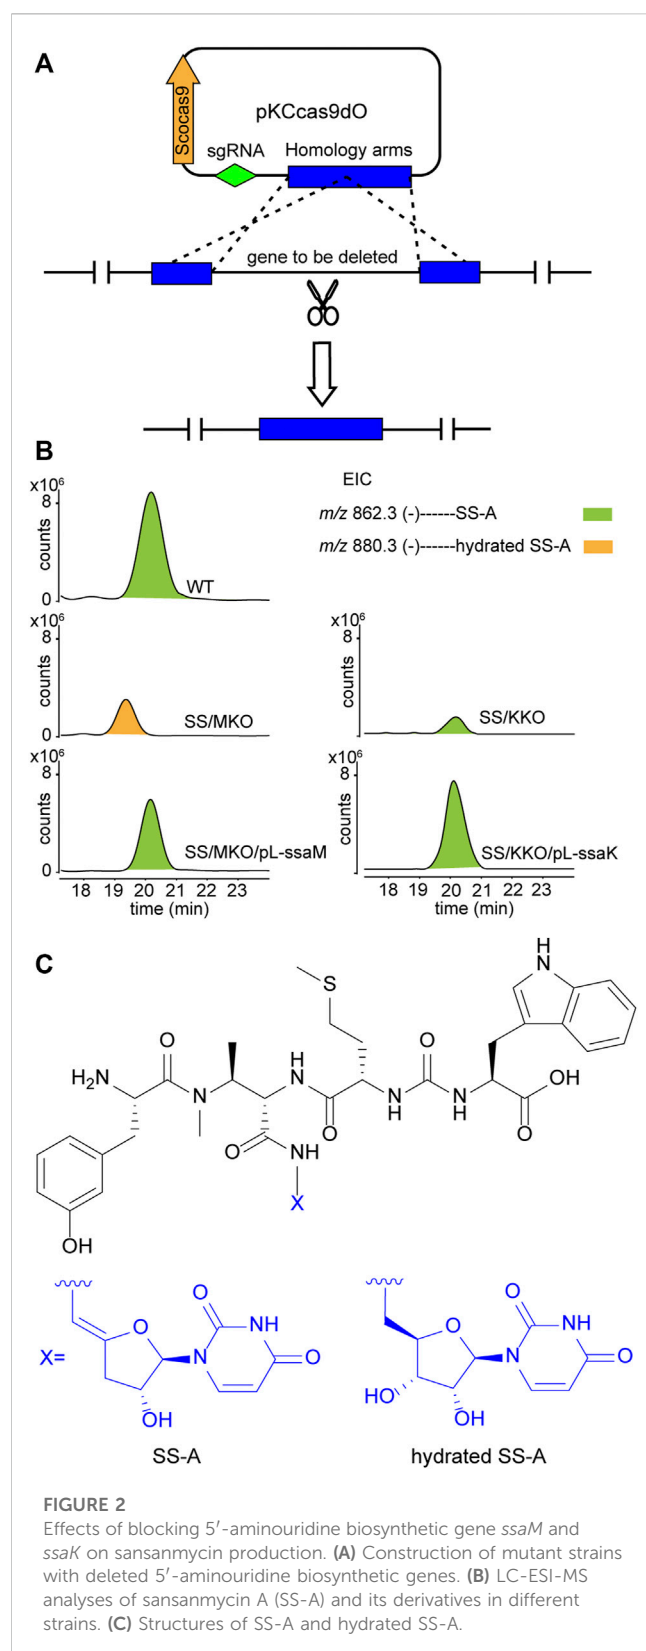 A
Scocas9
pKCcas9dO
sgRNA
Homology arms
gene to be deleted
B
x10⁶
8
counts
0
WT
EIC
m/z 862.3 (-)------SS-A
m/z 880.3 (-)------hydrated SS-A
x10⁶
8
counts
0
SS/MKO
x10⁶
8
counts
SS/KKO
x10⁶
8
counts
0
SS/MKO/pL-ssaM
18 19 20 21 22 23
time (min)
x10⁶
8
counts
SS/KKO/pL-ssaK
18 19 20 21 22 23
time (min)
C
H
N
S
O
H₂N
N
H
N
O
O
N
H
N
H
OH
O
O
NH
X
OH
X=
O
N
O
NH
O
OH
SS-A
O
N
O
NH
O
HO
OH
hydrated SS-A
FIGURE 2
Effects of blocking 5′-aminouridine biosynthetic gene ssaM and
ssaK on sansanmycin production. (A) Construction of mutant strains
with deleted 5′-aminouridine biosynthetic genes. (B) LC-ESI-MS
analyses of sansanmycin A (SS-A) and its derivatives in different
strains. (C) Structures of SS-A and hydrated SS-A.